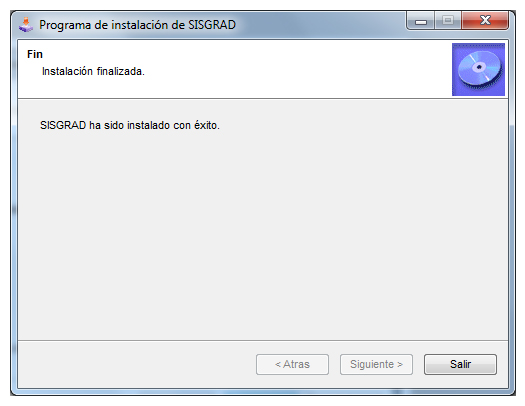 Programa de instalación de SISGRAD
Fin
Instalación finalizada.
SISGRAD ha sido instalado con éxito.
< Atras
Siguiente >
Salir